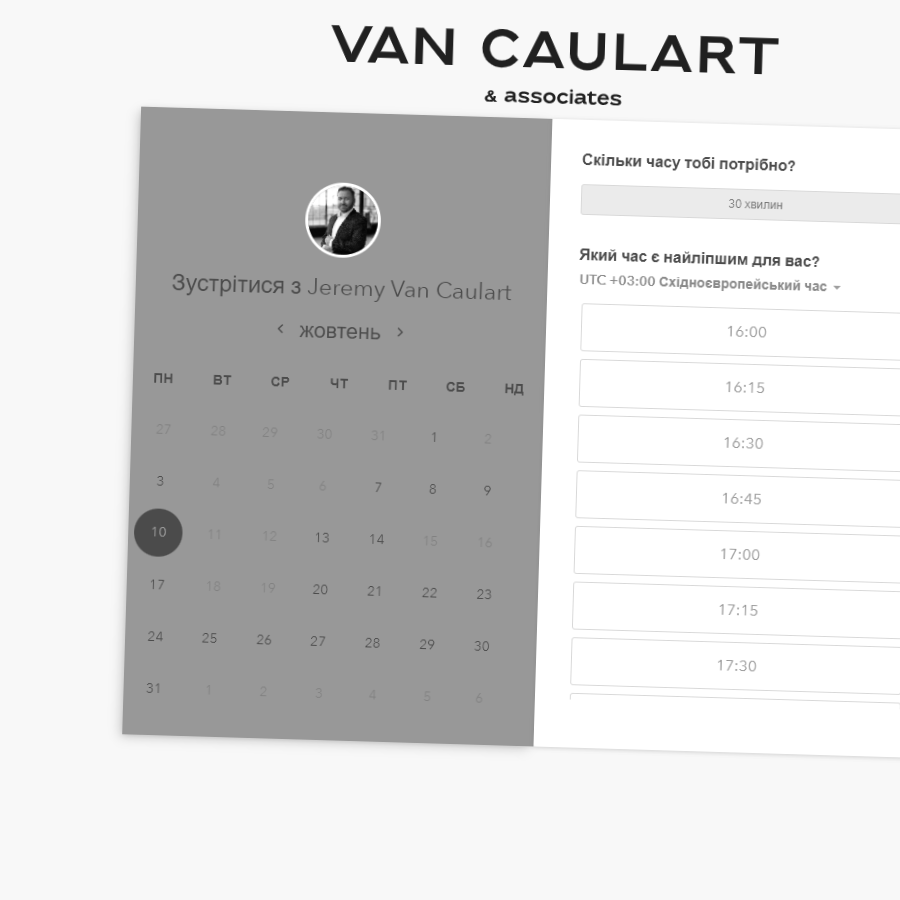 VAN CAULART
& associates
Зустрітися з Jeremy Van Caulart
жовтень
ПН ВТ СР ЧТ ПТ СБ НД
27 28 29 30 31 1 2
3 4 5 6 7 8 9
10 11 12 13 14 15 16
17 18 19 20 21 22 23
24 25 26 27 28 29 30
31 1 2 3 4 5 6
Скільки часу тобі потрібно?
30 хвилин
Який час є найліпшим для вас?
UTC +03:00 Східноєвропейський час
16:00
16:15
16:30
16:45
17:00
17:15
17:30